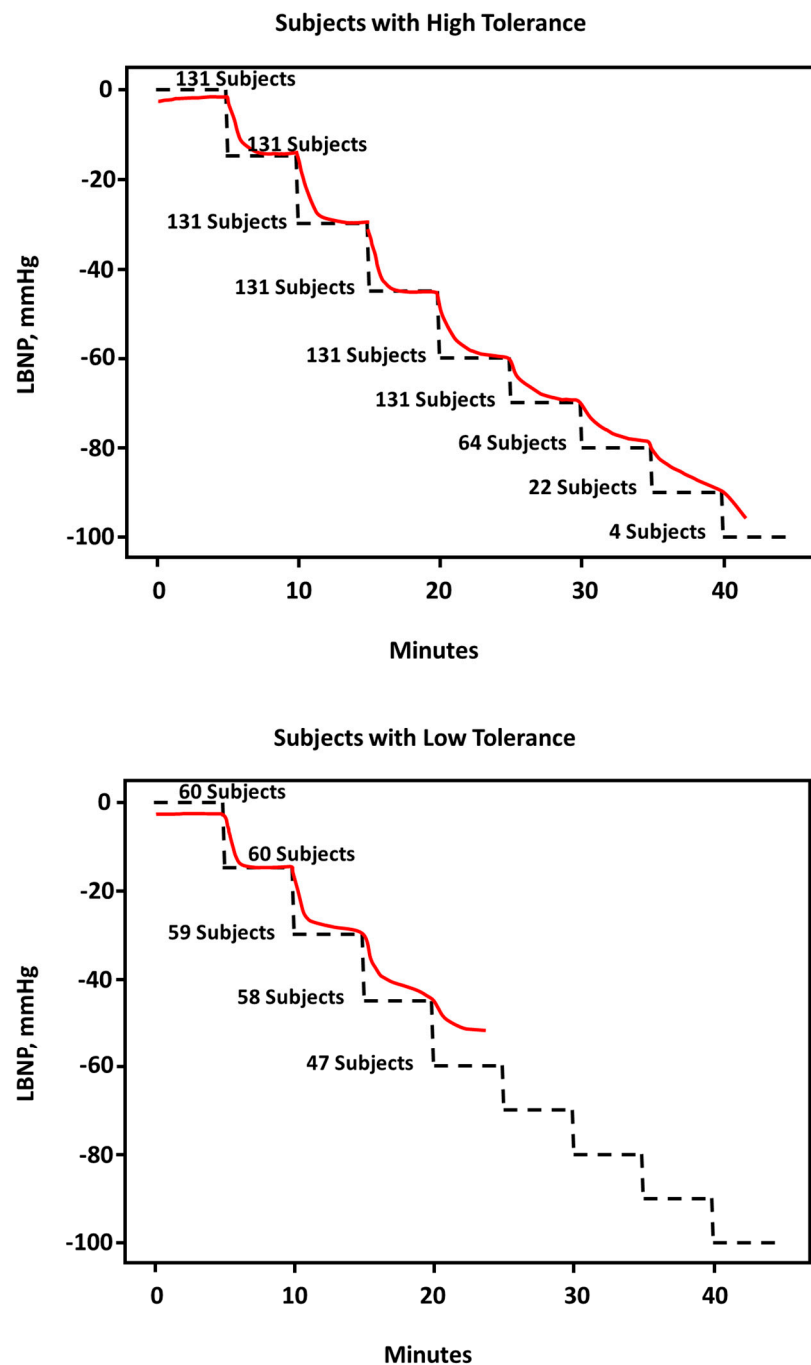 Subjects with High Tolerance
0
131 Subjects
131 Subjects
-20
131 Subjects
-40
131 Subjects
LBNP, mmHg
-60
131 Subjects
131 Subjects
-80
64 Subjects
22 Subjects
-100
4 Subjects
0 10 20 30 40
Minutes
Subjects with Low Tolerance
0
60 Subjects
60 Subjects
-20
59 Subjects
-40
58 Subjects
LBNP, mmHg
-60
47 Subjects
-80
-100
0 10 20 30 40
Minutes